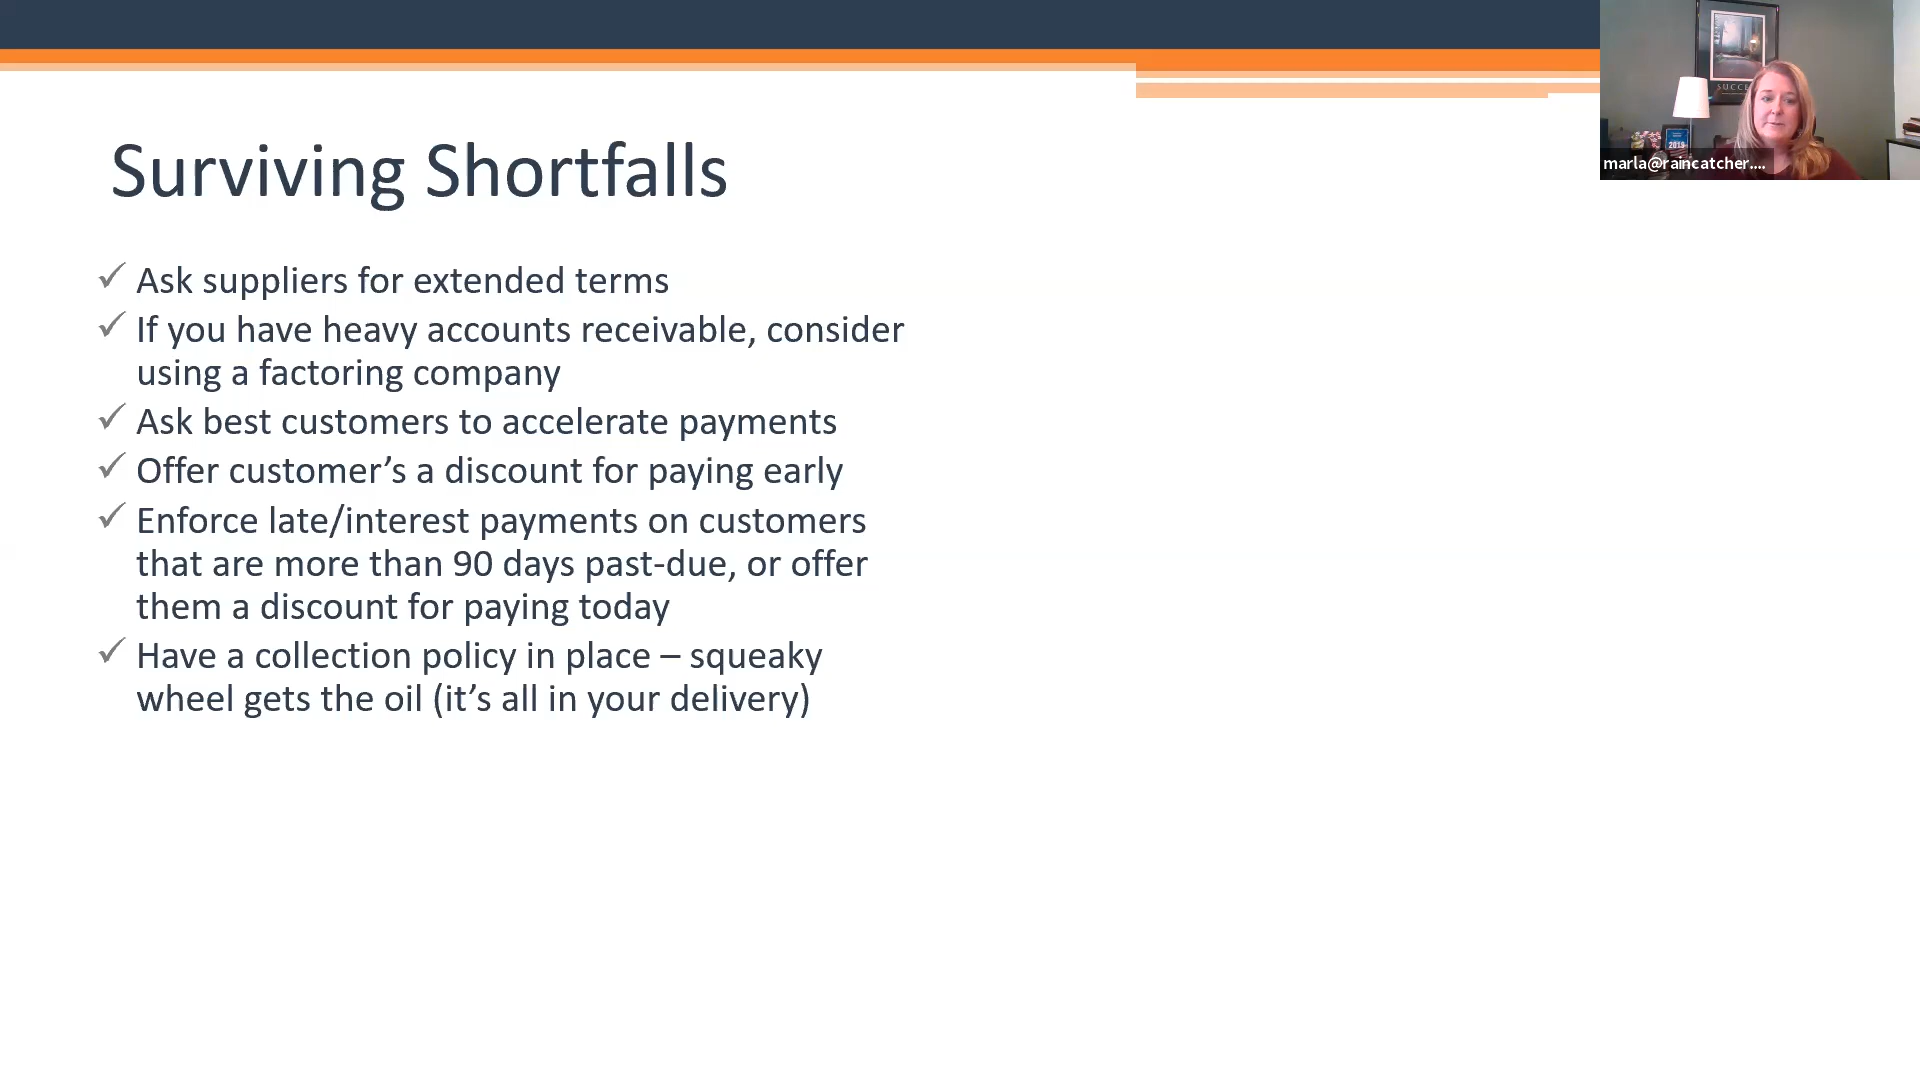 Surviving Shortfalls
Ask suppliers for extended terms
If you have heavy accounts receivable, consider
using a factoring company
Ask best customers to accelerate payments
Offer customer’s a discount for paying early
Enforce late/interest payments on customers
that are more than 90 days past-due, or offer
them a discount for paying today
Have a collection policy in place – squeaky
wheel gets the oil (it’s all in your delivery)
SUCCE
2019
marla@raincatcher....